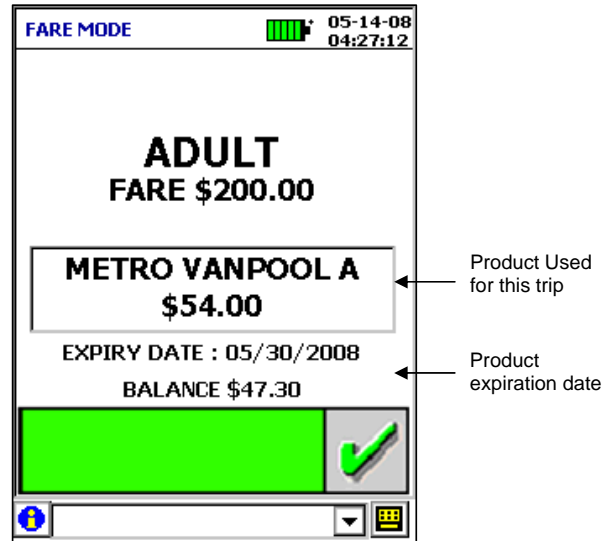 FARE MODE
05-14-08
04:27:12
ADULT
FARE $200.00
METRO VANPOOL A
$54.00
EXPIRY DATE : 05/30/2008
BALANCE $47.30
Product Used
for this trip
Product
expiration date